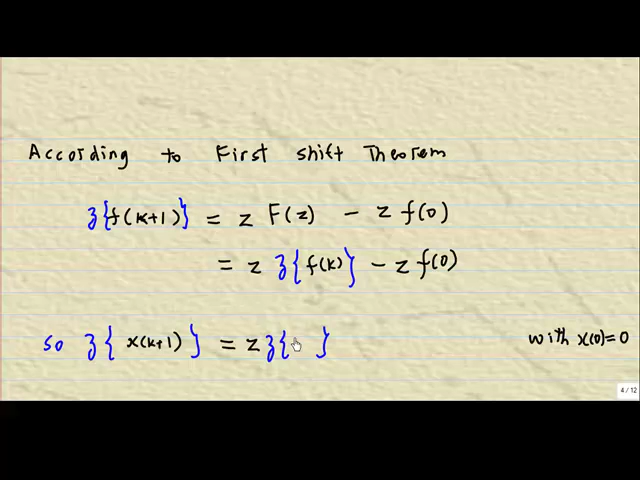 According to First shift Theorem
𝔷{f(k+1)} = z F(z) - z f(0)
= z 𝔷{f(k)} - z f(0)
so 𝔷{ x(k+1) } = z 𝔷{ } with x(0)=0
4 / 12